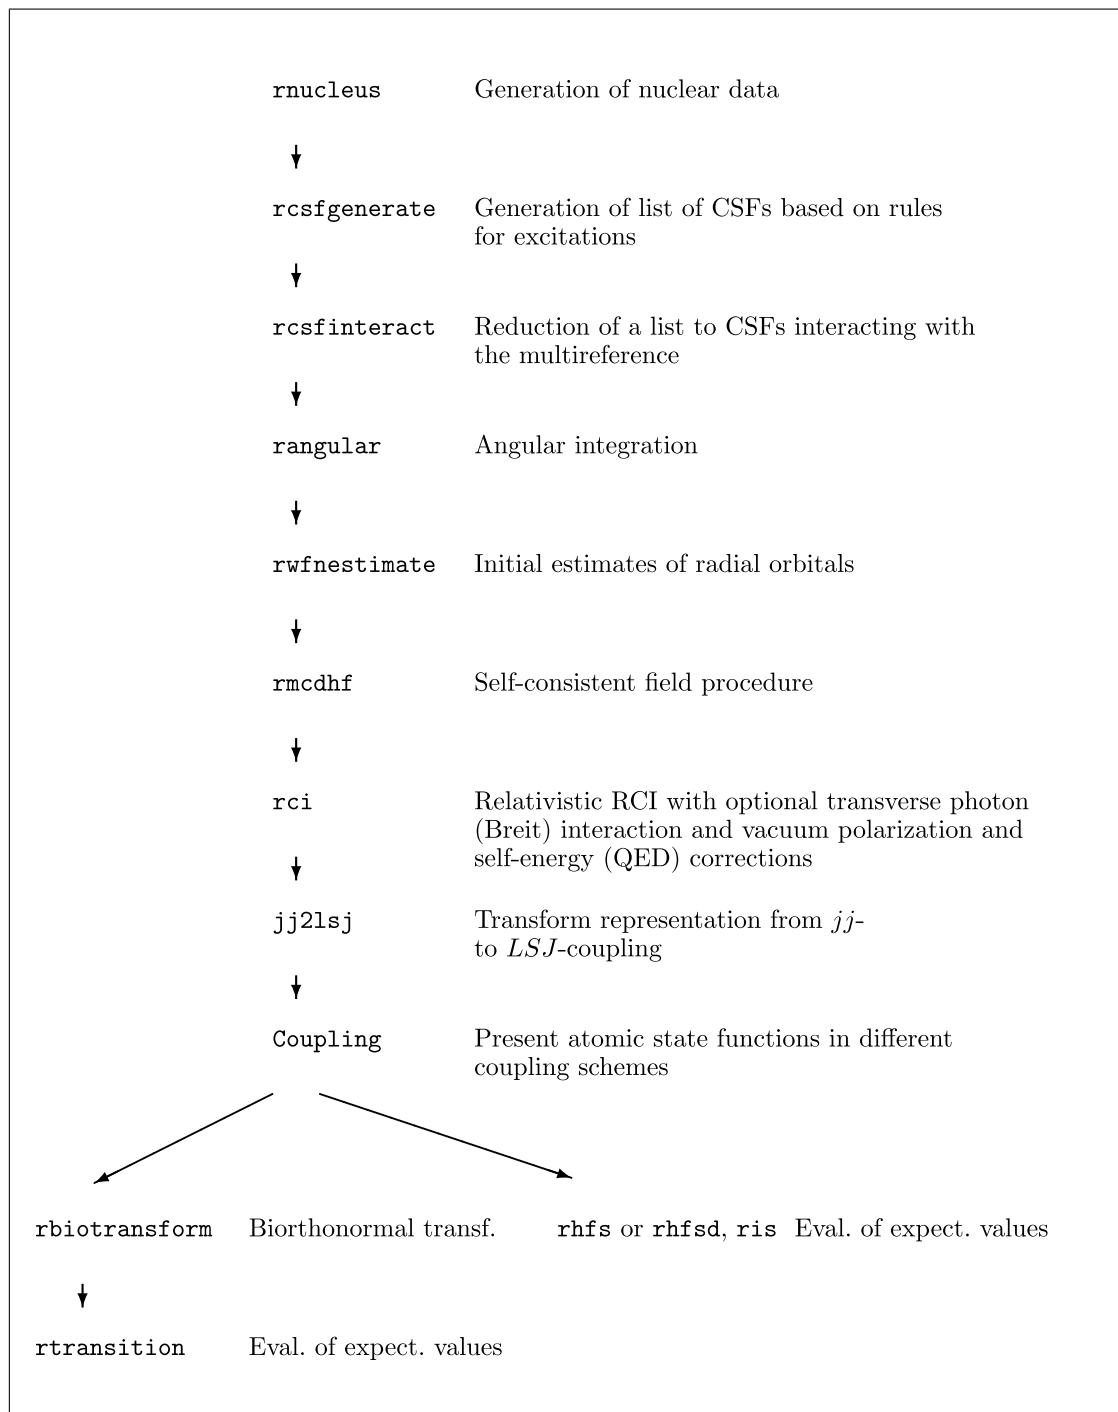 rnucleus Generation of nuclear data
rcsfgenerate Generation of list of CSFs based on rules
for excitations
rcsfinteract Reduction of a list to CSFs interacting with
the multireference
rangular Angular integration
rwfnestimate Initial estimates of radial orbitals
rmcdhf Self-consistent field procedure
rci Relativistic RCI with optional transverse photon
(Breit) interaction and vacuum polarization and
self-energy (QED) corrections
jj2lsj Transform representation from jj-
to LSJ-coupling
Coupling Present atomic state functions in different
coupling schemes
rbiotransform Biorthonormal transf. rhfs or rhfsd, ris Eval. of expect. values
rtransition Eval. of expect. values